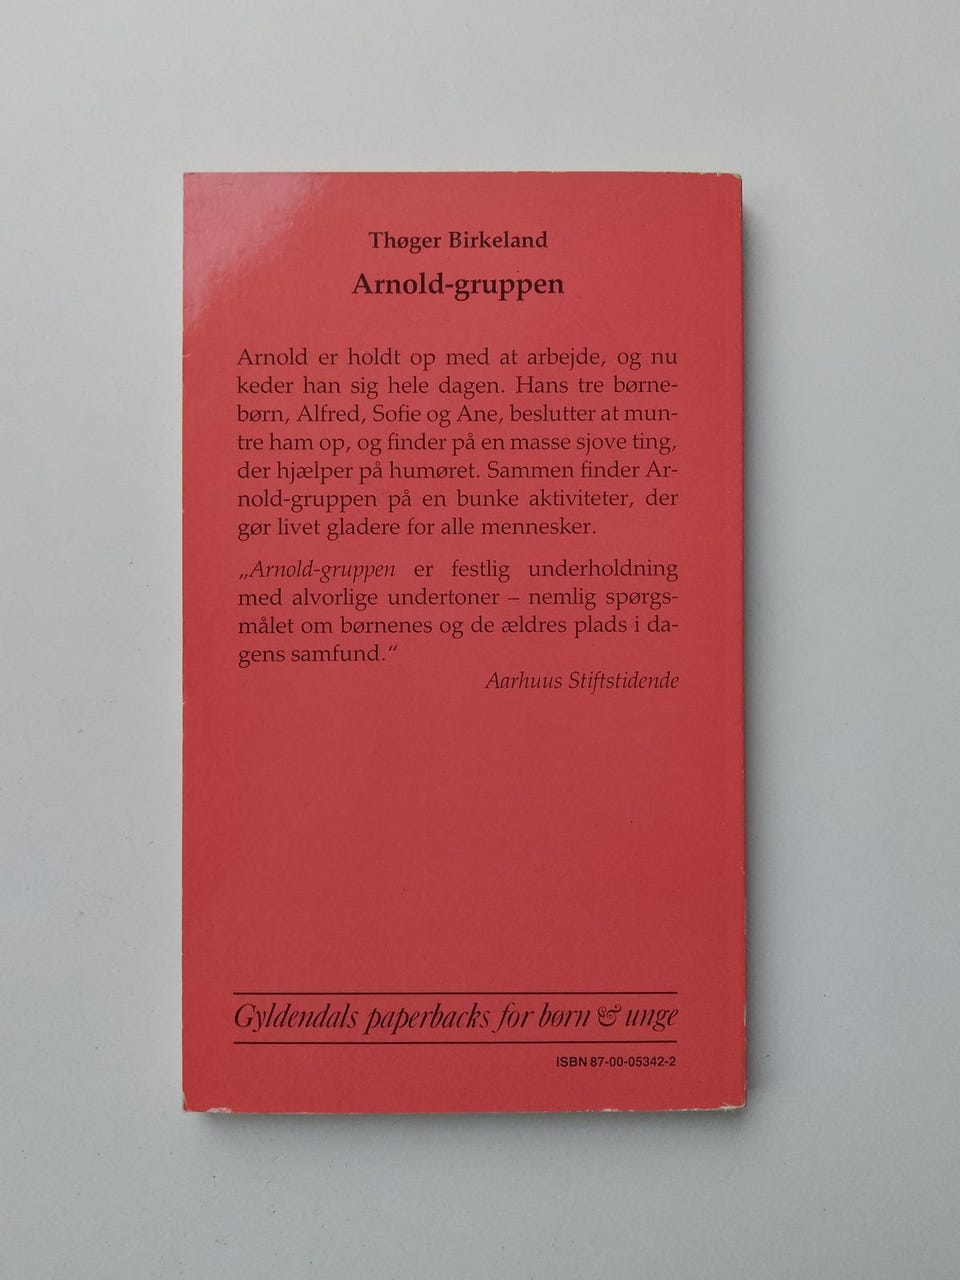 Thøger Birkeland
Arnold-gruppen
Arnold er holdt op med at arbejde, og nu
keder han sig hele dagen. Hans tre børne-
børn, Alfred, Sofie og Ane, beslutter at mun-
tre ham op, og finder på en masse sjove ting,
der hjælper på humøret. Sammen finder Ar-
nold-gruppen på en bunke aktiviteter, der
gør livet gladere for alle mennesker.
„Arnold-gruppen er festlig underholdning
med alvorlige undertoner – nemlig spørgs-
målet om børnenes og de ældres plads i da-
gens samfund.“
Aarhuus Stiftstidende
Gyldendals paperbacks for børn & unge
ISBN 87-00-05342-2